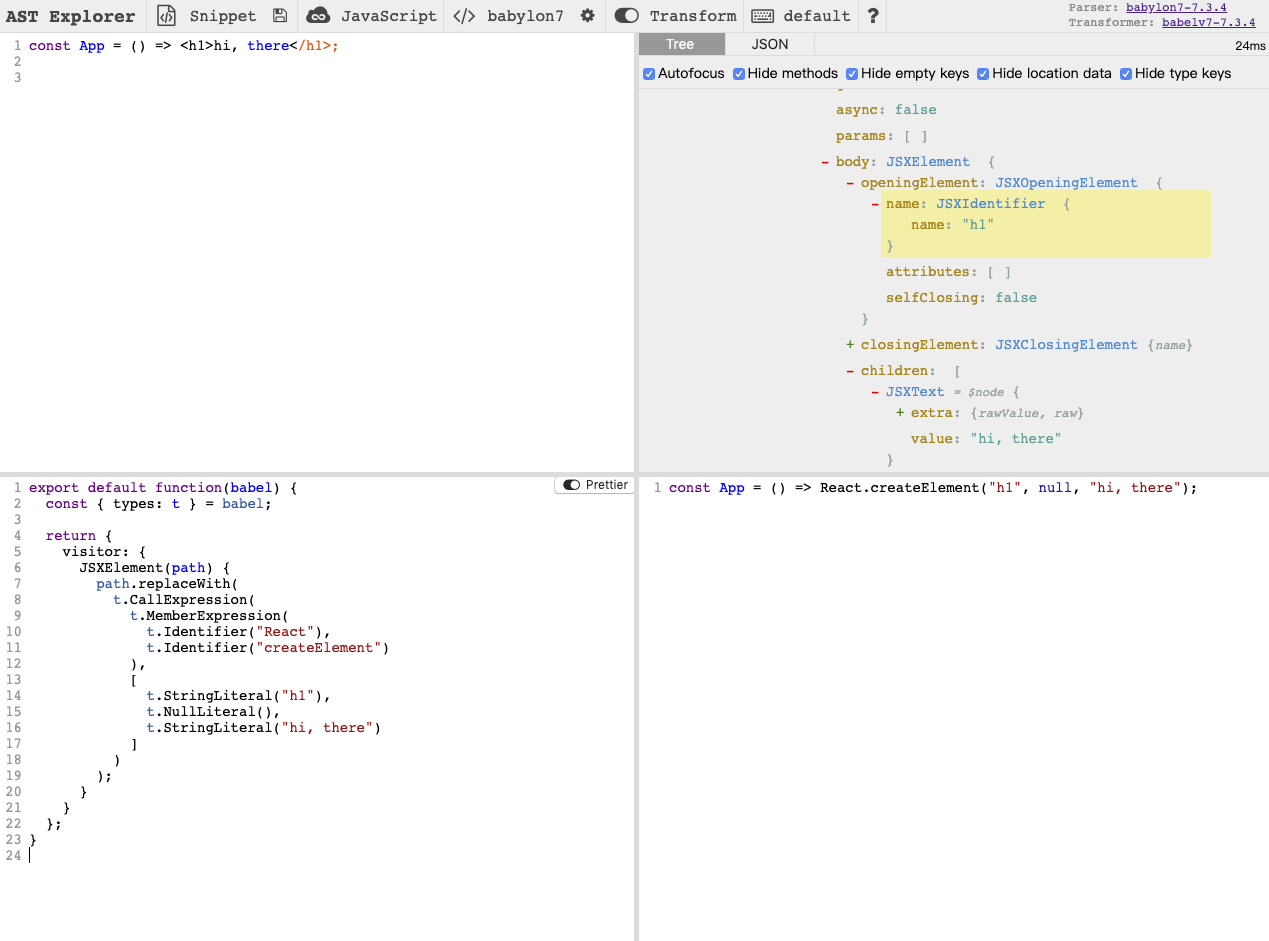 AST Explorer Snippet JavaScript </> babylon7 Transform default ?
Parser: babylon7-7.3.4
Transformer: babelv7-7.3.4
1 const App = () => <h1>hi, there</h1>;
2
3
Tree JSON 24ms
Autofocus Hide methods Hide empty keys Hide location data Hide type keys
async: false
params: [ ]
- body: JSXElement {
- openingElement: JSXOpeningElement {
- name: JSXIdentifier {
name: "h1"
}
attributes: [ ]
selfClosing: false
}
+ closingElement: JSXClosingElement {name}
- children: [
- JSXText = $node {
+ extra: {rawValue, raw}
value: "hi, there"
}
Prettier
1 export default function(babel) {
2   const { types: t } = babel;
3
4   return {
5     visitor: {
6       JSXElement(path) {
7         path.replaceWith(
8           t.CallExpression(
9             t.MemberExpression(
10               t.Identifier("React"),
11               t.Identifier("createElement")
12             ),
13             [
14               t.StringLiteral("h1"),
15               t.NullLiteral(),
16               t.StringLiteral("hi, there")
17             ]
18           )
19         );
20       }
21     }
22   };
23 }
24
1 const App = () => React.createElement("h1", null, "hi, there");